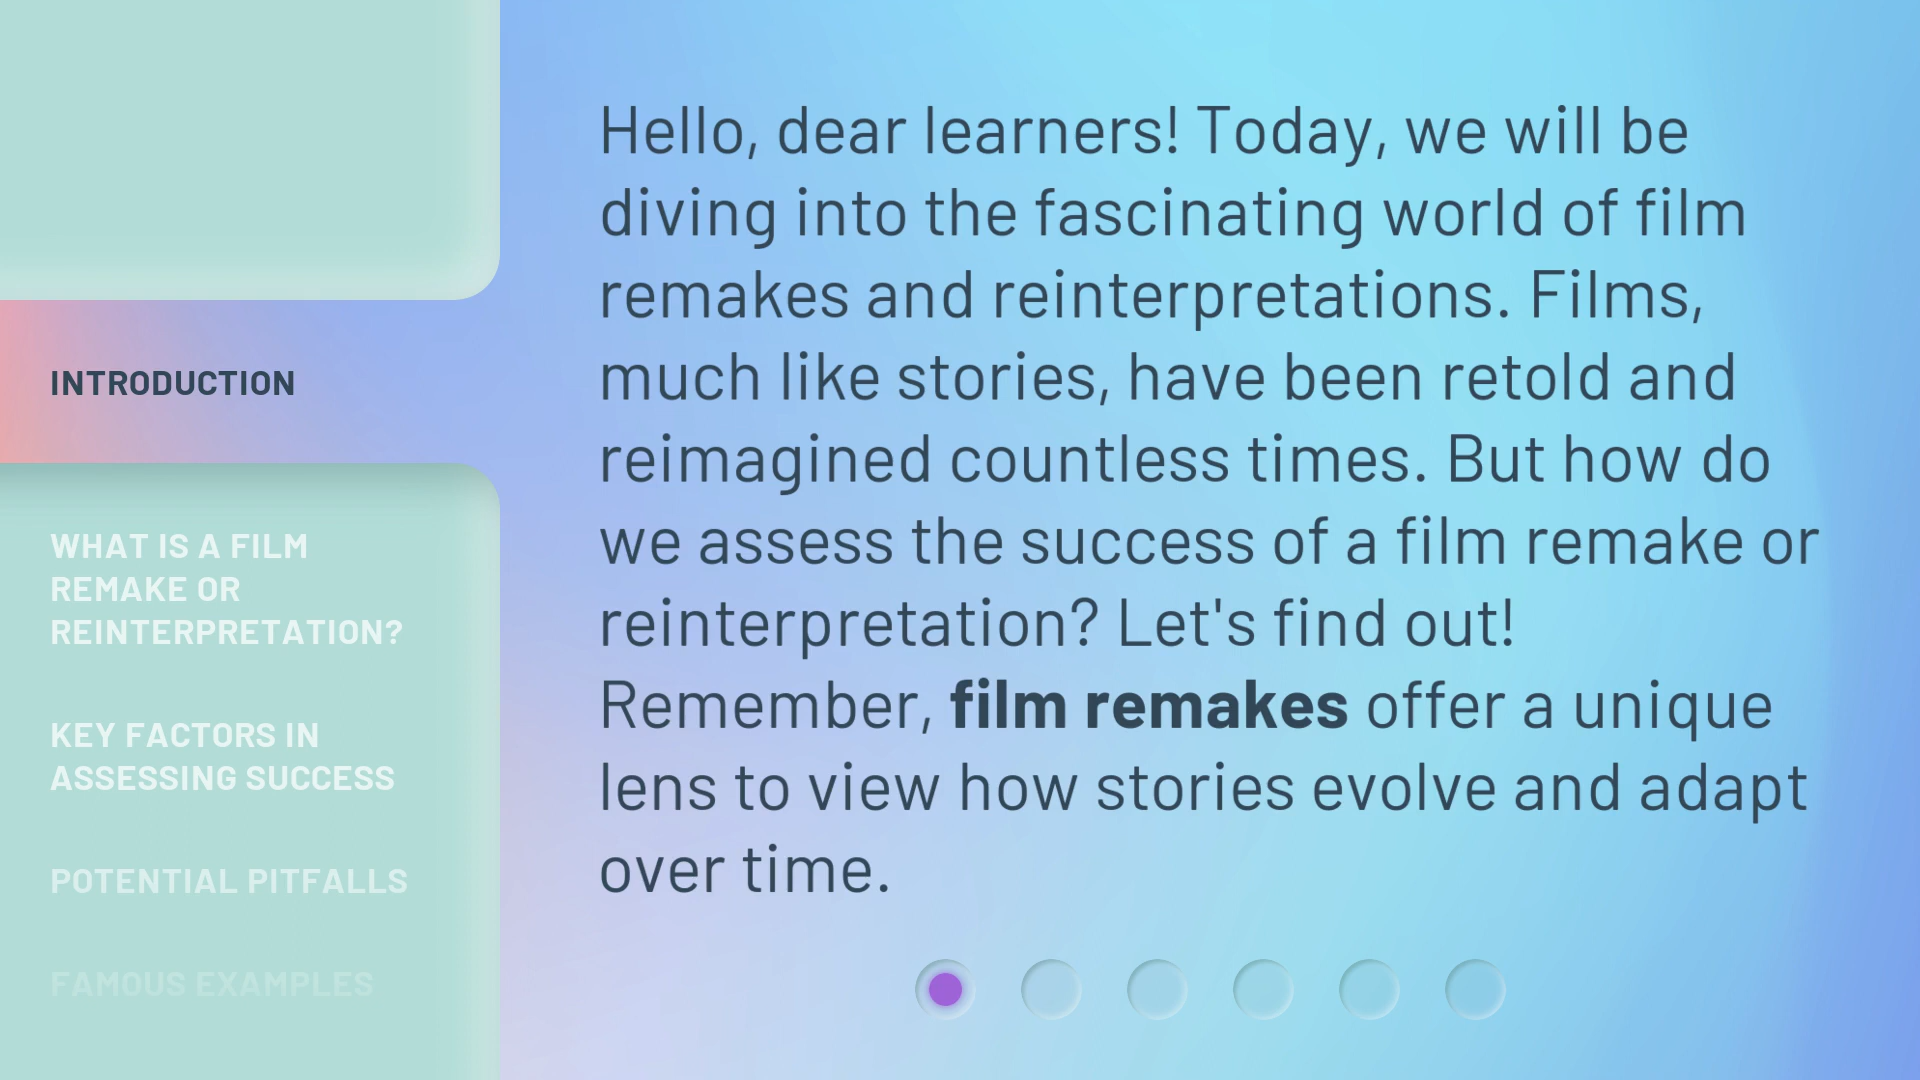 INTRODUCTION
WHAT IS A FILM
REMAKE OR
REINTERPRETATION?
KEY FACTORS IN
ASSESSING SUCCESS
POTENTIAL PITFALLS
FAMOUS EXAMPLES
Hello, dear learners! Today, we will be
diving into the fascinating world of film
remakes and reinterpretations. Films,
much like stories, have been retold and
reimagined countless times. But how do
we assess the success of a film remake or
reinterpretation? Let's find out!
Remember, film remakes offer a unique
lens to view how stories evolve and adapt
over time.